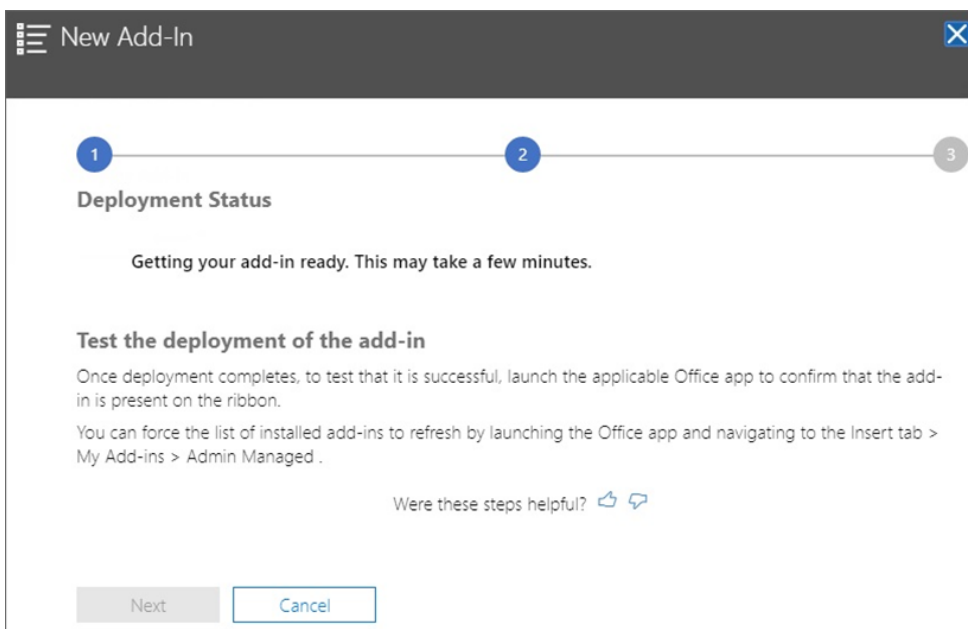 New Add-In
1
2
3
Deployment Status
Getting your add-in ready. This may take a few minutes.
Test the deployment of the add-in
Once deployment completes, to test that it is successful, launch the applicable Office app to confirm that the add-
in is present on the ribbon.
You can force the list of installed add-ins to refresh by launching the Office app and navigating to the Insert tab >
My Add-ins > Admin Managed .
Were these steps helpful?
Next
Cancel